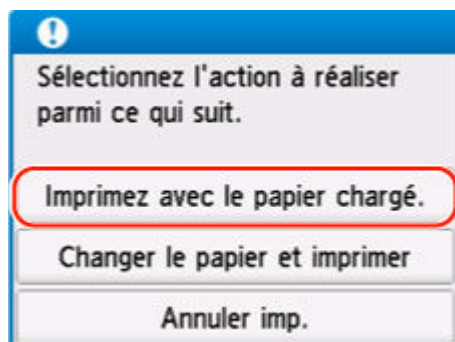 Sélectionnez l'action à réaliser
parmi ce qui suit.
Imprimez avec le papier chargé.
Changer le papier et imprimer
Annuler imp.